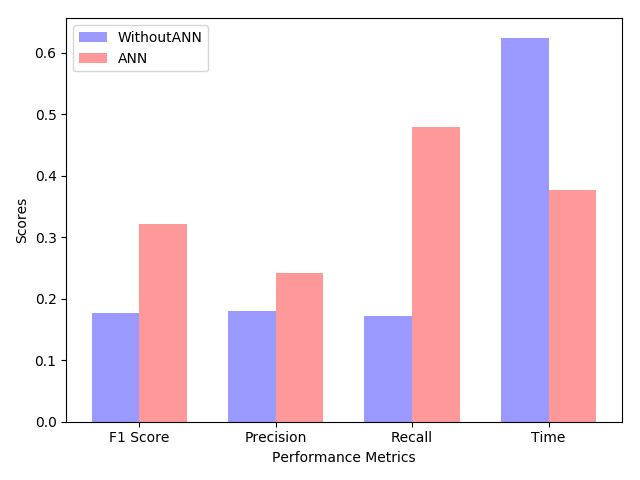 WithoutANN
ANN
Scores
0.6
0.5
0.4
0.3
0.2
0.1
0.0
F1 Score Precision Recall Time
Performance Metrics